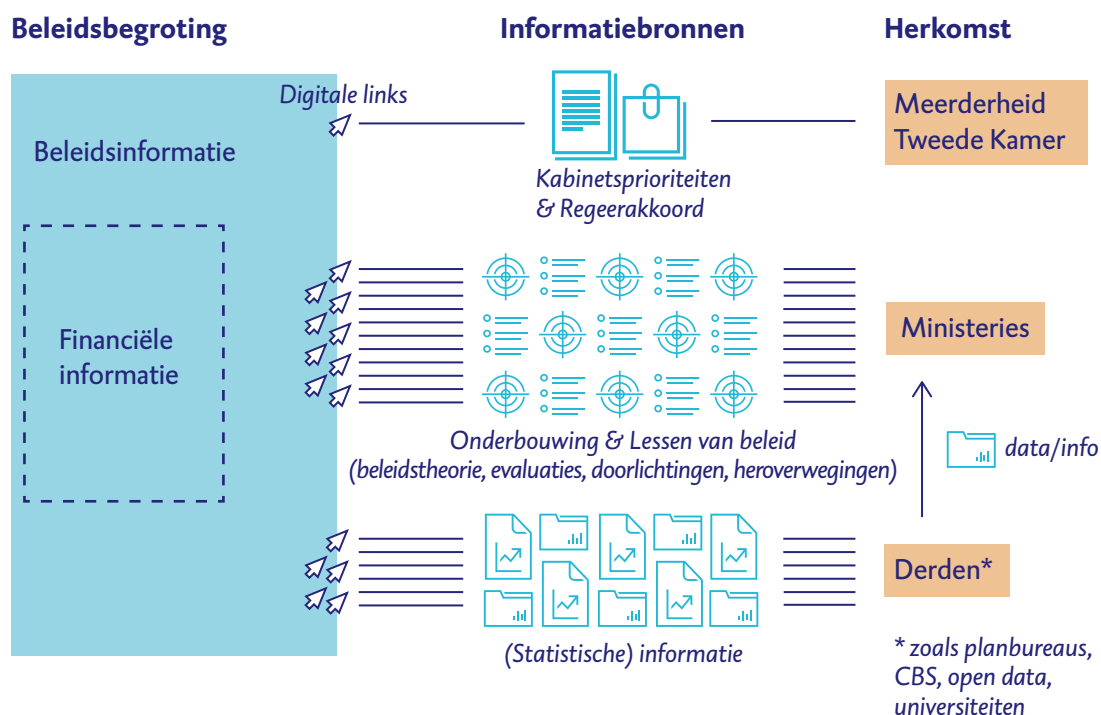 Beleidsbegroting
Informatiebronnen
Herkomst
Digitale links
Beleidsinformatie
Meerderheid
Tweede Kamer
Kabinetsprioriteiten
& Regeerakkoord
Financiële
informatie
Ministeries
Onderbouwing & Lessen van beleid
(beleidstheorie, evaluaties, doorlichtingen, heroverwegingen)
data/info
Derden*
(Statistische) informatie
* zoals planbureaus,
CBS, open data,
universiteiten